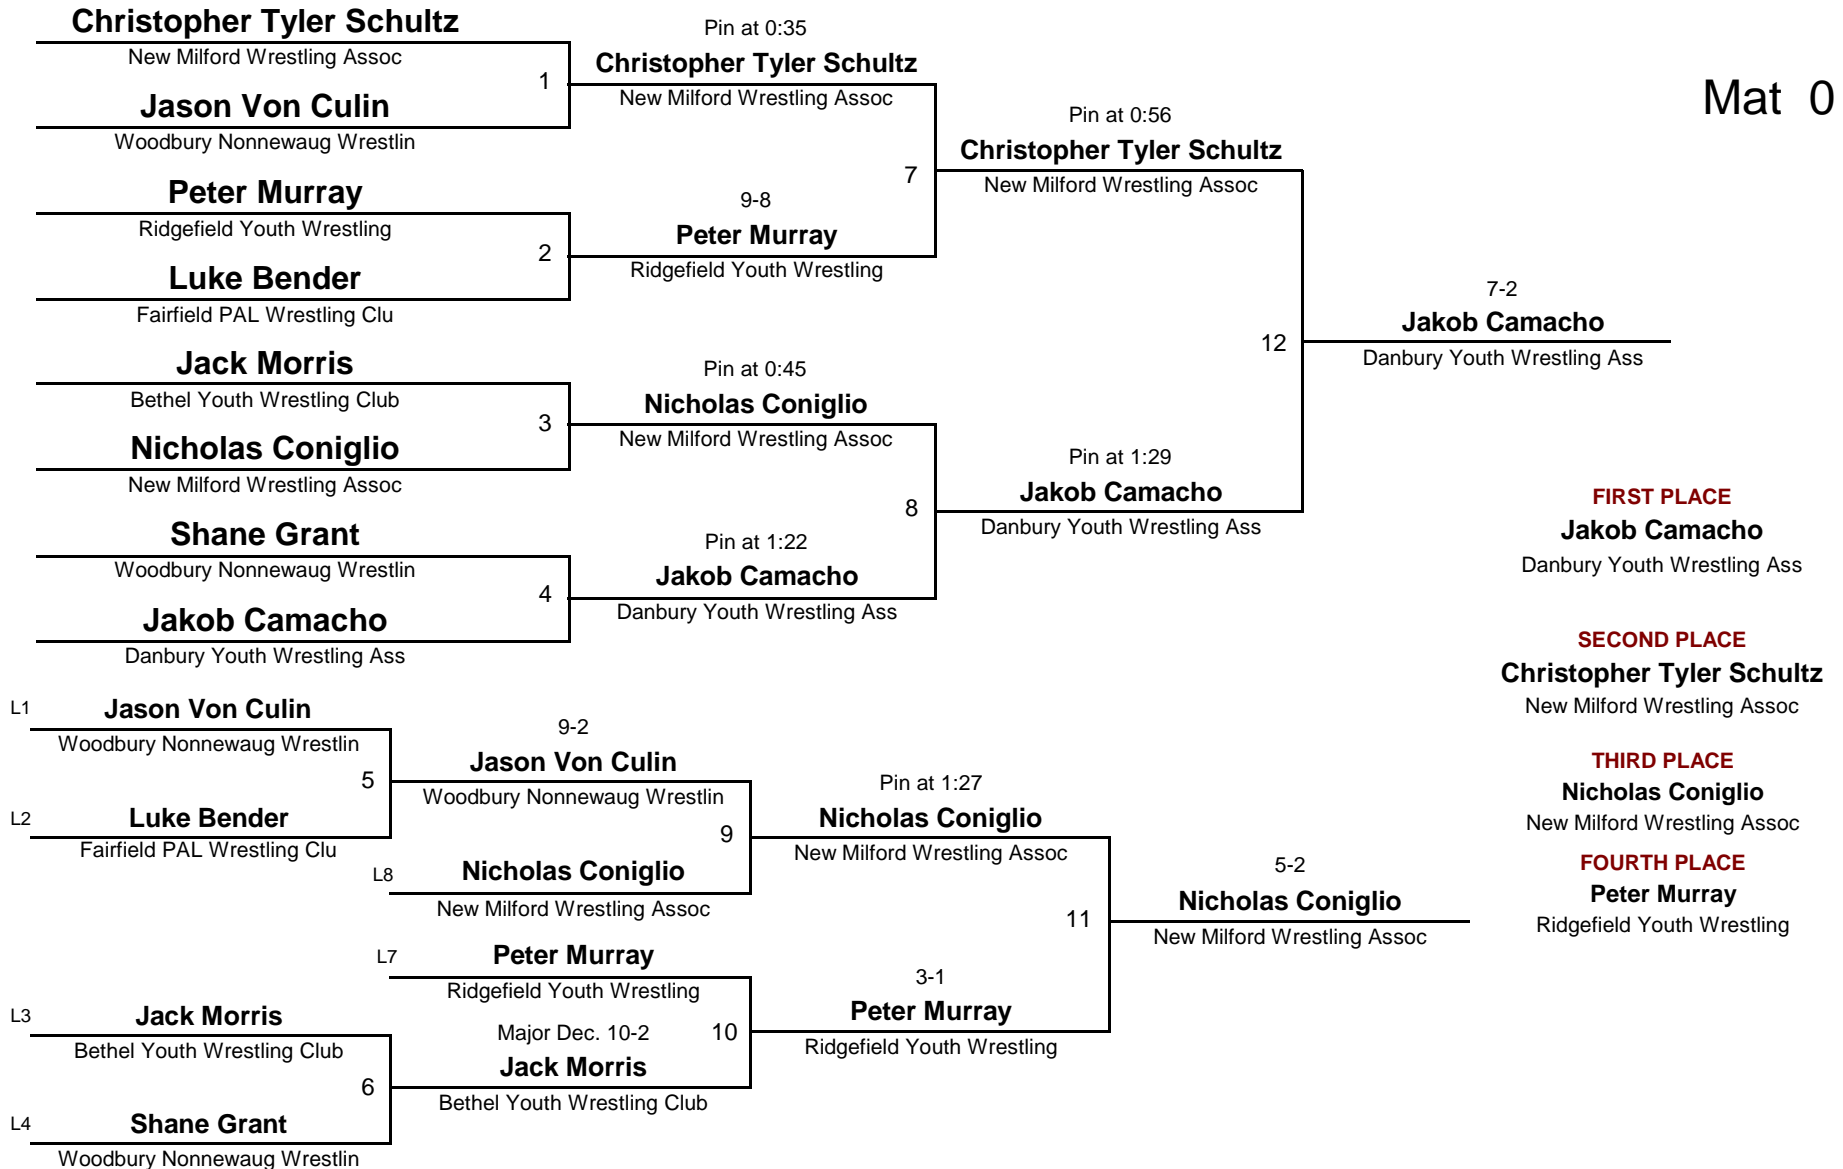 Christopher Tyler Schultz
New Milford Wrestling Assoc
1
Jason Von Culin
Woodbury Nonnewaug Wrestlin
Peter Murray
Ridgefield Youth Wrestling
2
Luke Bender
Fairfield PAL Wrestling Clu
Jack Morris
Bethel Youth Wrestling Club
3
Nicholas Coniglio
New Milford Wrestling Assoc
Shane Grant
Woodbury Nonnewaug Wrestlin
4
Jakob Camacho
Danbury Youth Wrestling Ass
Pin at 0:35
Christopher Tyler Schultz
New Milford Wrestling Assoc
7
9-8
Peter Murray
Ridgefield Youth Wrestling
Pin at 0:45
Nicholas Coniglio
New Milford Wrestling Assoc
8
Pin at 1:22
Jakob Camacho
Danbury Youth Wrestling Ass
Pin at 0:56
Christopher Tyler Schultz
New Milford Wrestling Assoc
12
Pin at 1:29
Jakob Camacho
Danbury Youth Wrestling Ass
7-2
Jakob Camacho
Danbury Youth Wrestling Ass
Mat 0
FIRST PLACE
Jakob Camacho
Danbury Youth Wrestling Ass
SECOND PLACE
Christopher Tyler Schultz
New Milford Wrestling Assoc
THIRD PLACE
Nicholas Coniglio
New Milford Wrestling Assoc
FOURTH PLACE
Peter Murray
Ridgefield Youth Wrestling
L1 Jason Von Culin
Woodbury Nonnewaug Wrestlin
5
L2 Luke Bender
Fairfield PAL Wrestling Clu
9-2
Jason Von Culin
Woodbury Nonnewaug Wrestlin
9
L8 Nicholas Coniglio
New Milford Wrestling Assoc
L7 Peter Murray
Ridgefield Youth Wrestling
10
Major Dec. 10-2
Jack Morris
Bethel Youth Wrestling Club
L3 Jack Morris
Bethel Youth Wrestling Club
6
L4 Shane Grant
Woodbury Nonnewaug Wrestlin
Pin at 1:27
Nicholas Coniglio
New Milford Wrestling Assoc
11
3-1
Peter Murray
Ridgefield Youth Wrestling
5-2
Nicholas Coniglio
New Milford Wrestling Assoc